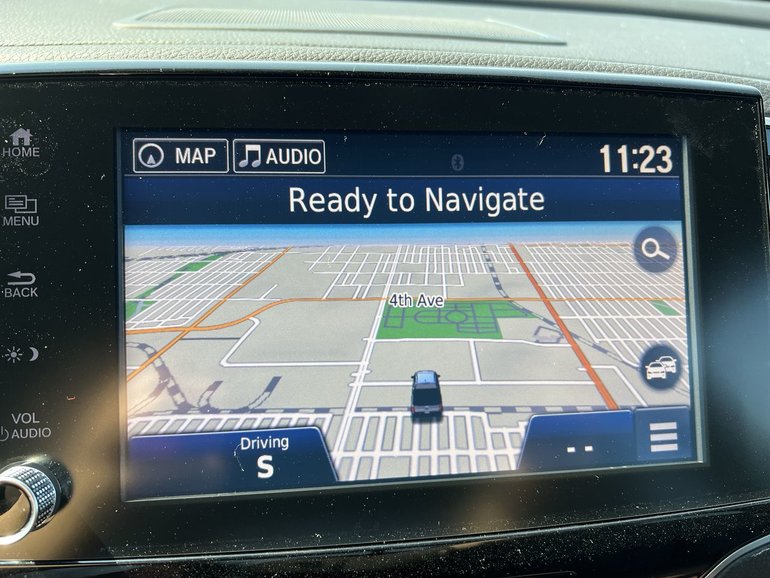 HOME
MENU
BACK
VOL
AUDIO
MAP
AUDIO
11:23
Ready to Navigate
4th Ave
Driving
S
--